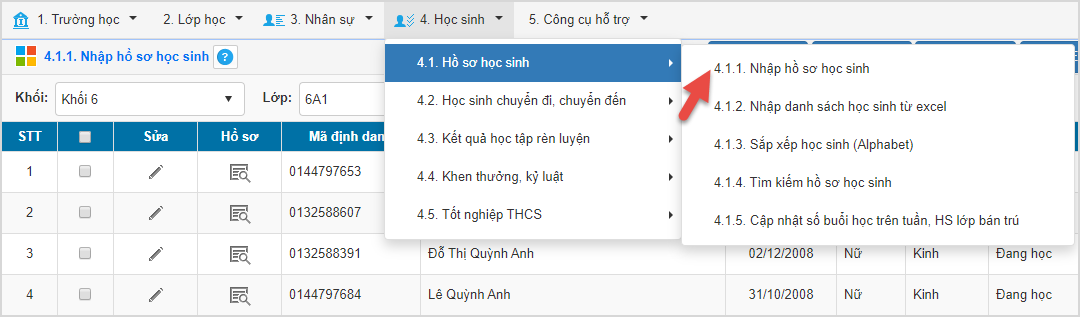 1. Trường học 2. Lớp học 3. Nhân sự 4. Học sinh 5. Công cụ hỗ trợ
4.1.1. Nhập hồ sơ học sinh ?
4.1. Hồ sơ học sinh
4.2. Học sinh chuyển đi, chuyển đến
4.3. Kết quả học tập rèn luyện
4.4. Khen thưởng, kỷ luật
4.5. Tốt nghiệp THCS
4.1.1. Nhập hồ sơ học sinh
4.1.2. Nhập danh sách học sinh từ excel
4.1.3. Sắp xếp học sinh (Alphabet)
4.1.4. Tìm kiếm hồ sơ học sinh
4.1.5. Cập nhật số buổi học trên tuần, HS lớp bán trú
Khối: Khối 6 Lớp: 6A1
STT Sửa Hồ sơ Mã định dan
1 0144797653
2 0132588607
3 0132588391 Đỗ Thị Quỳnh Anh 02/12/2008 Nữ Kinh Đang học
4 0144797684 Lê Quỳnh Anh 31/10/2008 Nữ Kinh Đang học